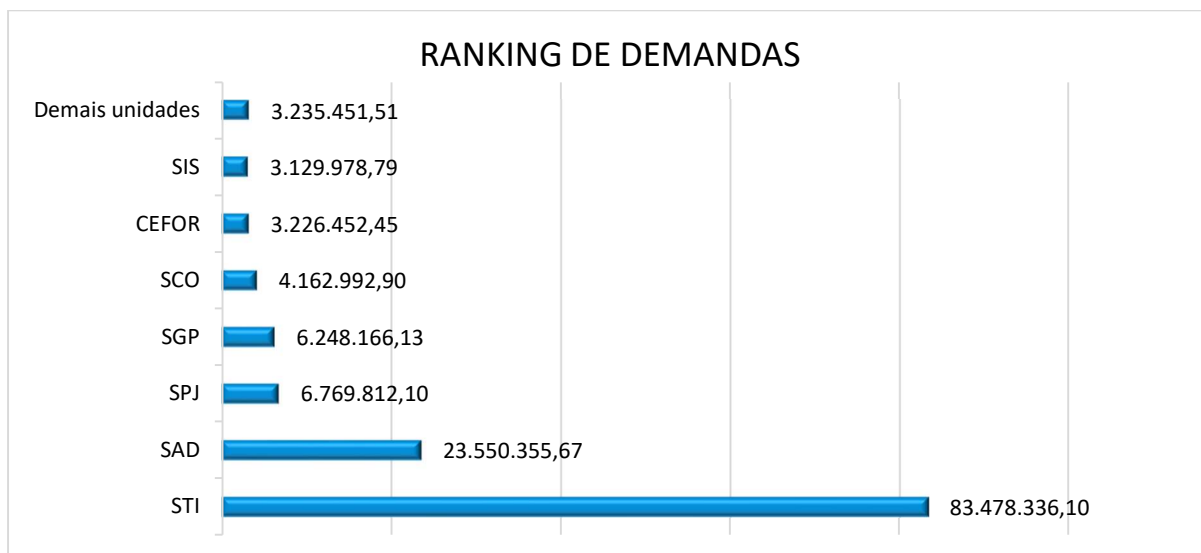 RANKING DE DEMANDAS
Demais unidades 3.235.451,51
SIS 3.129.978,79
CEFOR 3.226.452,45
SCO 4.162.992,90
SGP 6.248.166,13
SPJ 6.769.812,10
SAD 23.550.355,67
STI 83.478.336,10